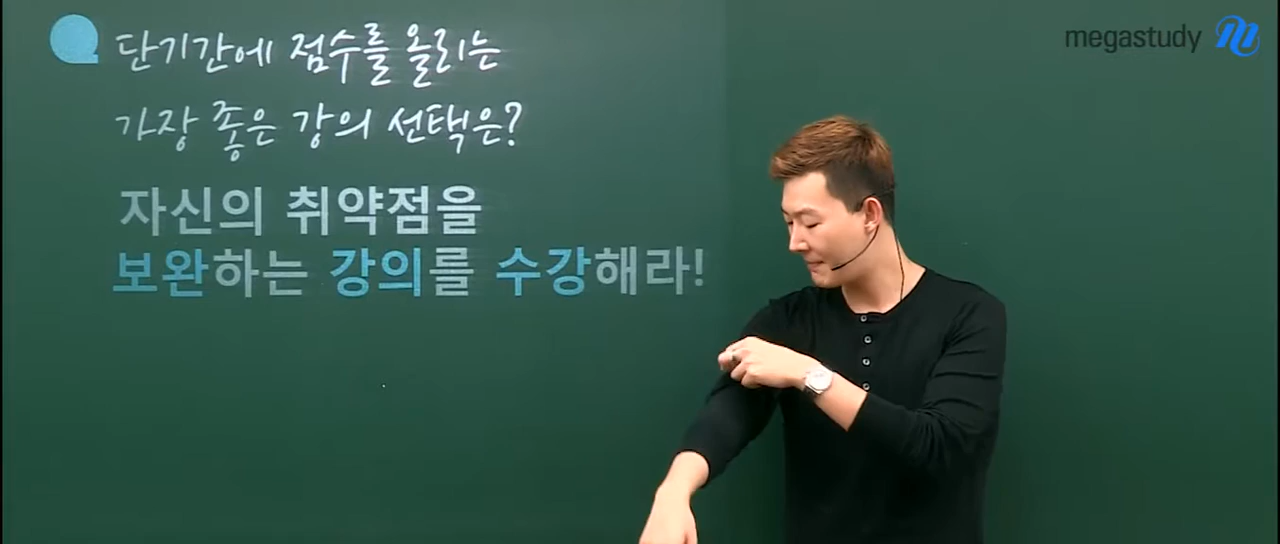 단기간에 점수를 올리는
가장 좋은 강의 선택은?
자신의 취약점을
보완하는 강의를 수강해라!
megastudy